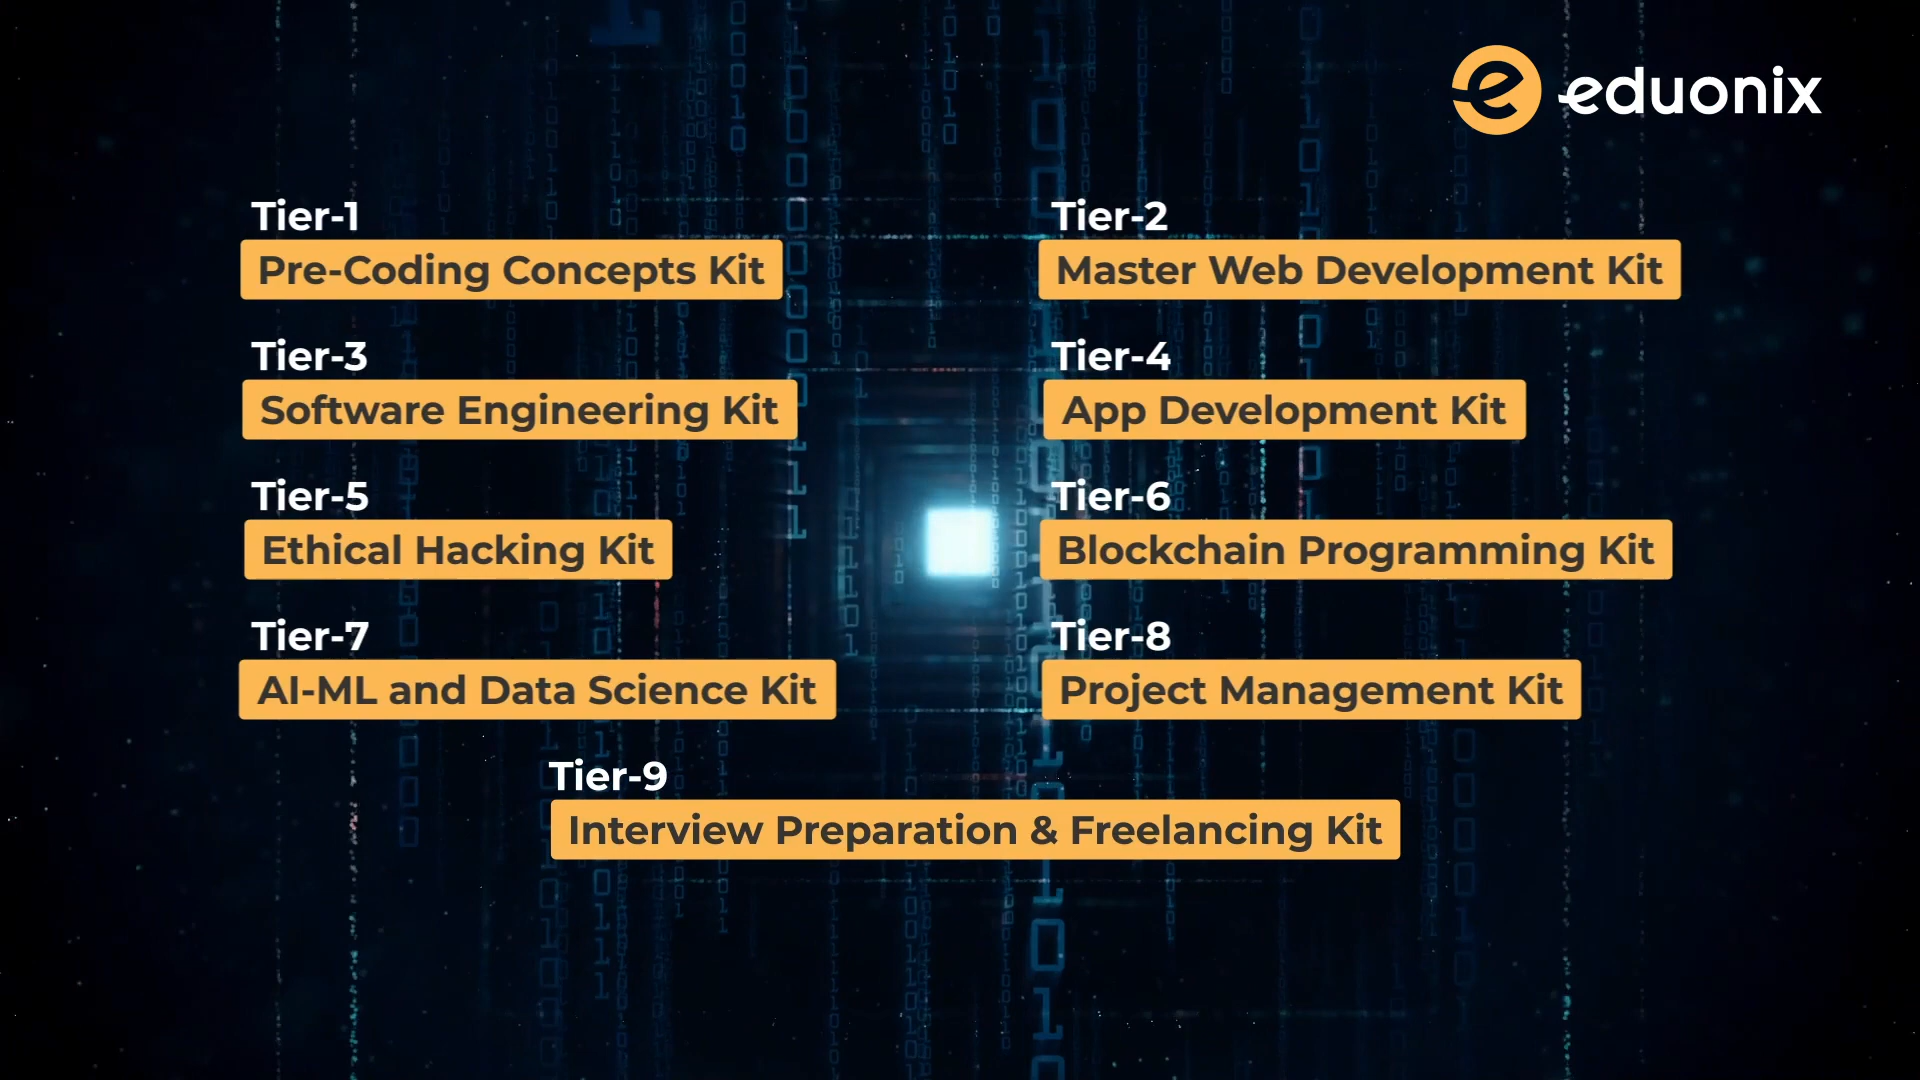 eduonix
Tier-1
Pre-Coding Concepts Kit
Tier-2
Master Web Development Kit
Tier-3
Software Engineering Kit
Tier-4
App Development Kit
Tier-5
Ethical Hacking Kit
Tier-6
Blockchain Programming Kit
Tier-7
AI-ML and Data Science Kit
Tier-8
Project Management Kit
Tier-9
Interview Preparation & Freelancing Kit